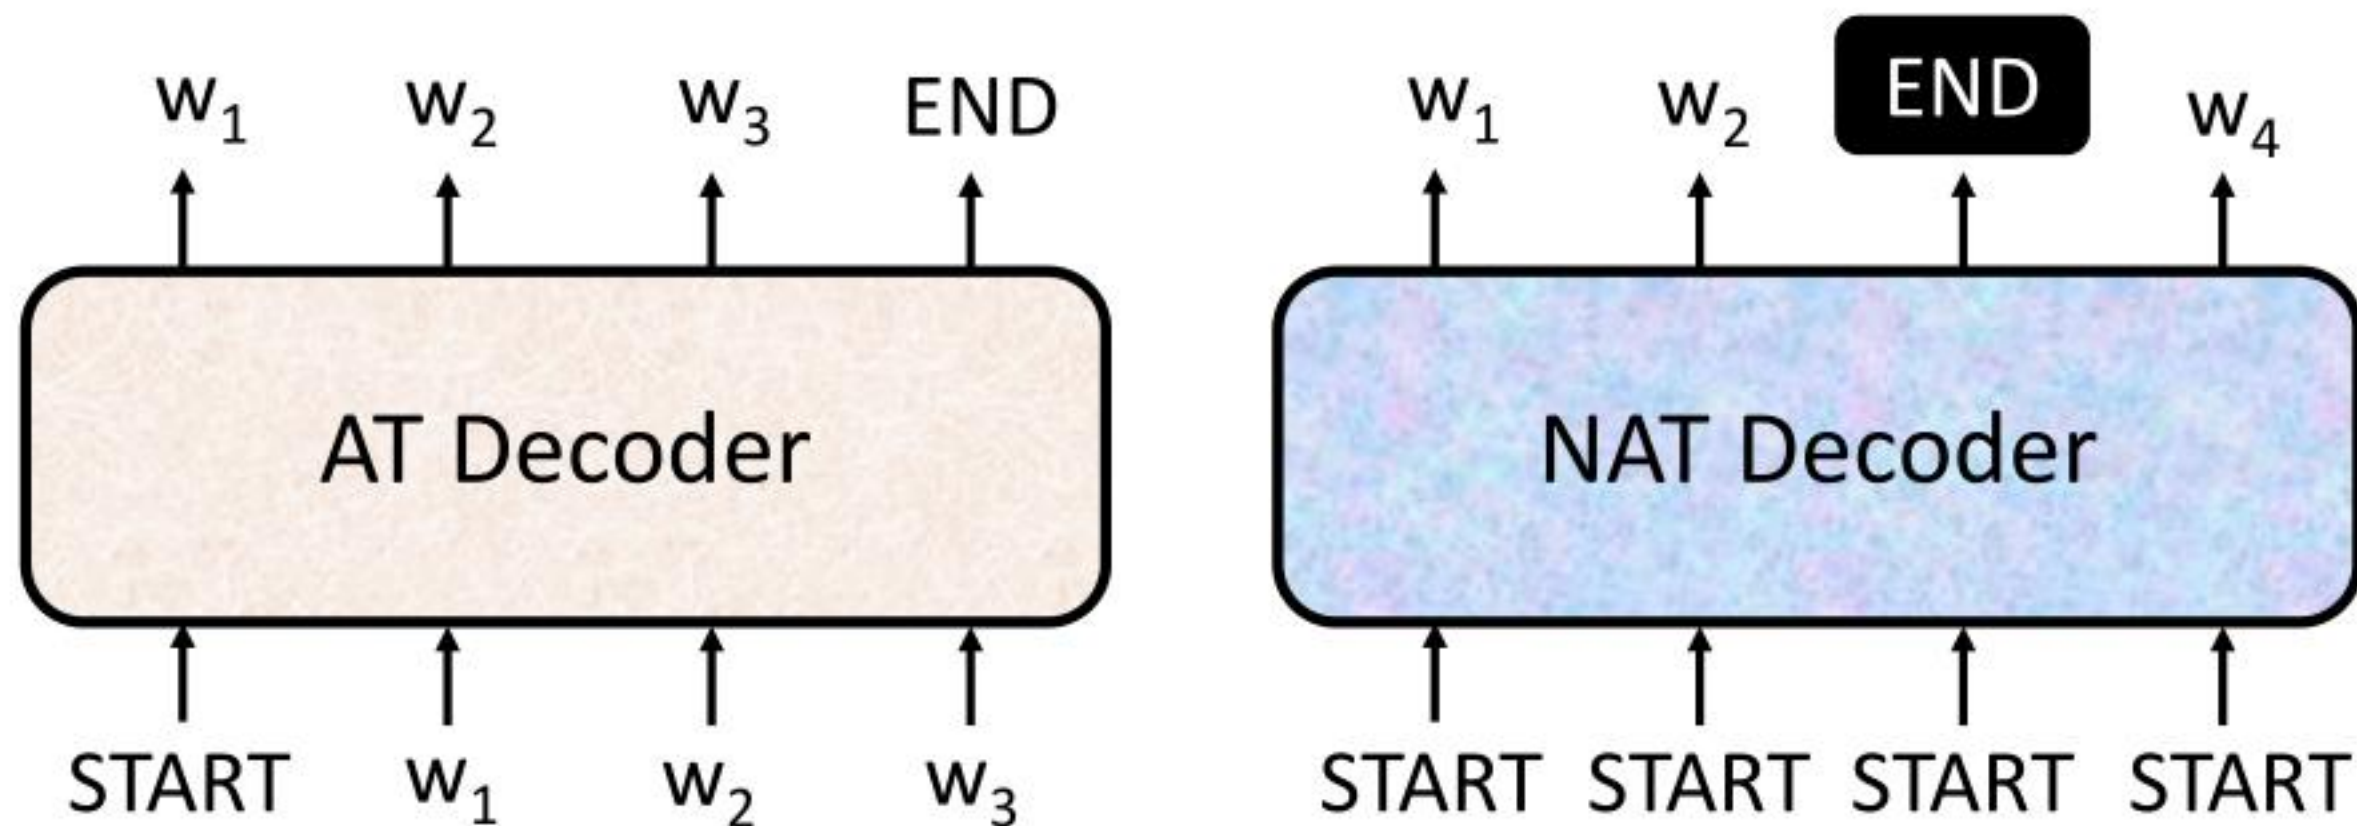 w₁ w₂ w₃ END
AT Decoder
START w₁ w₂ w₃
w₁ w₂ END w₄
NAT Decoder
START START START START